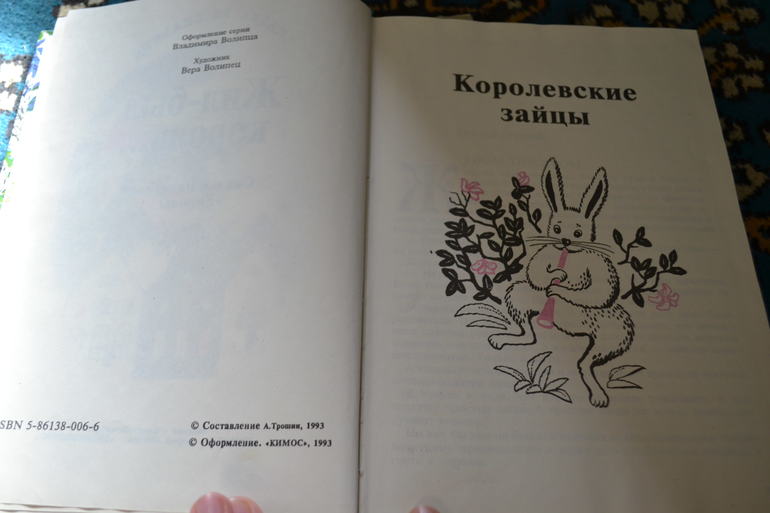 Оформление серии
Владимира Волипца
Художник
Вера Волипец
SBN 5-86138-006-6
© Составление А.Трошин, 1993
© Оформление. «КИМОС», 1993
Королевские
зайцы